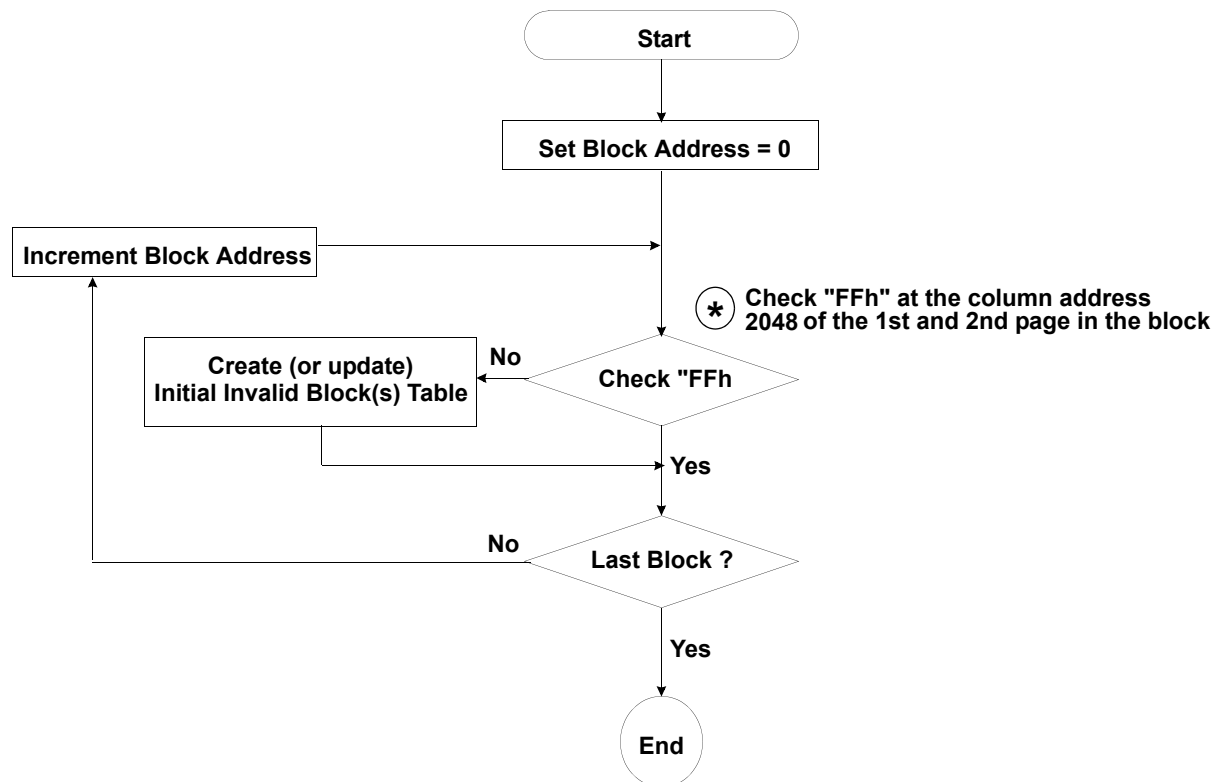 Start
Set Block Address = 0
Increment Block Address
*
Check "FFh" at the column address
2048 of the 1st and 2nd page in the block
No
Create (or update)
Initial Invalid Block(s) Table
Check "FFh
Yes
No
Last Block ?
Yes
End